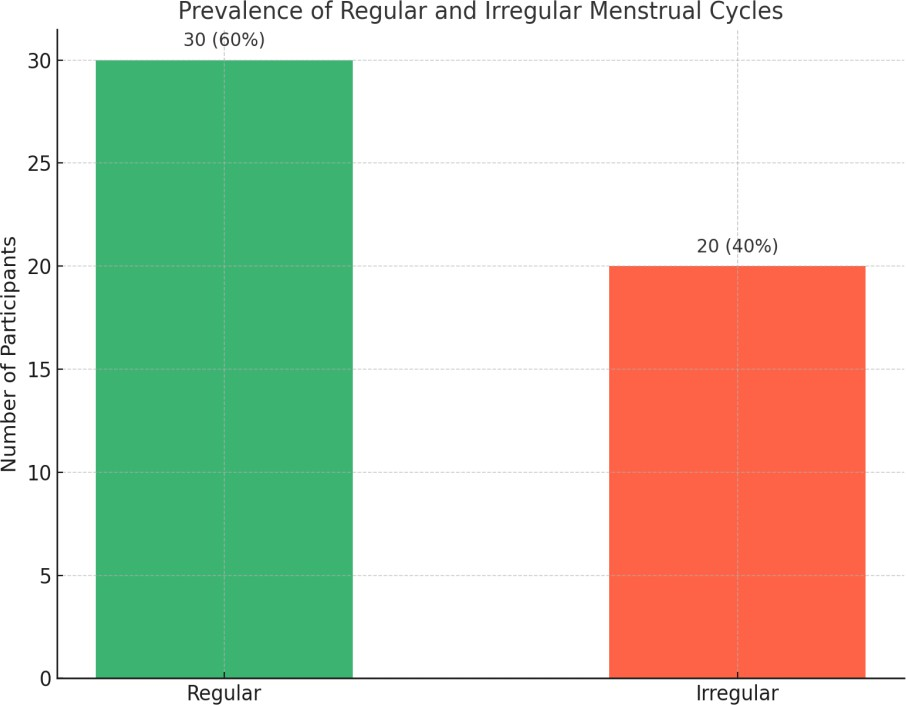 Prevalence of Regular and Irregular Menstrual Cycles
30 (60%)
20 (40%)
Number of Participants
30
25
20
15
10
5
0
Regular
Irregular